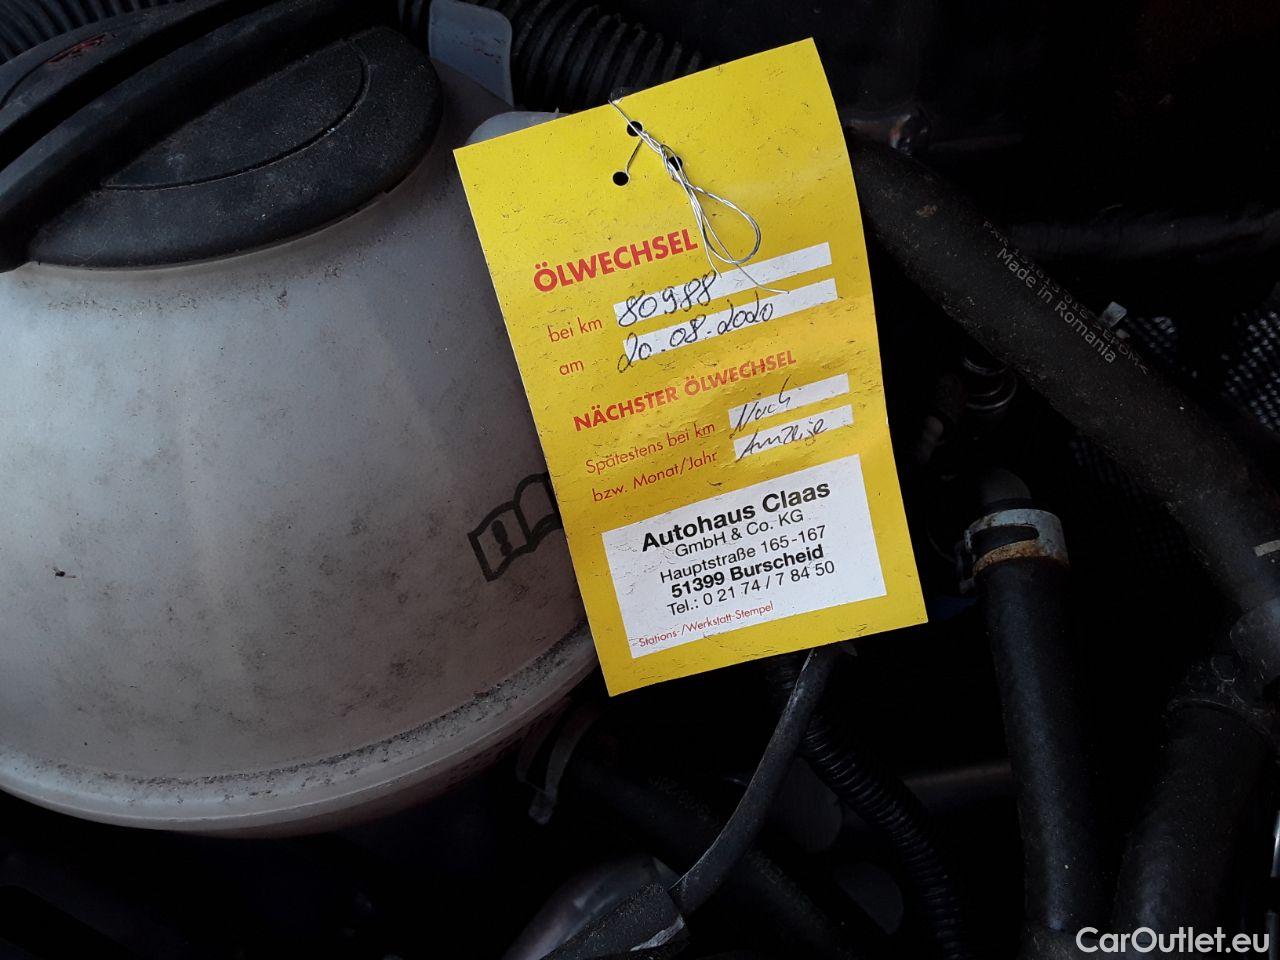 ÖLWECHSEL
bei km 80988
am 20.08.2020
NÄCHSTER ÖLWECHSEL
Spätestens bei km Nach
bzw. Monat/Jahr Anzeige
Autohaus Claas
GmbH & Co. KG
Hauptstraße 165-167
51399 Burscheid
Tel.: 0 21 74 / 7 84 50
Stations-/Werkstatt-Stempel
Made in Romania
CarOutlet.eu